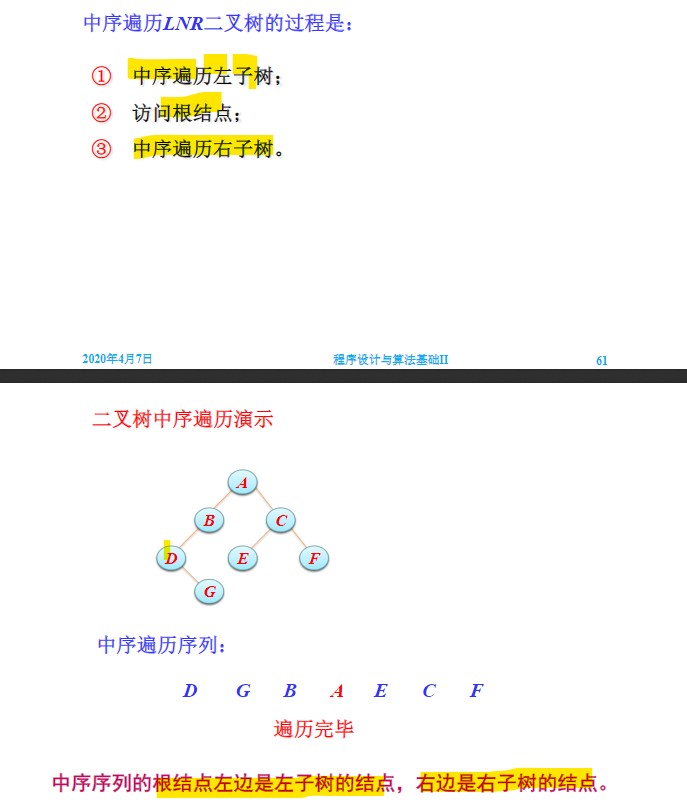 中序遍历LNR二叉树的过程是:
① 中序遍历左子树;
② 访问根结点;
③ 中序遍历右子树。
2020年4月7日 程序设计与算法基础II 61
二叉树中序遍历演示
A
B C
D E F
G
中序遍历序列:
D G B A E C F
遍历完毕
中序序列的根结点左边是左子树的结点，右边是右子树的结点。